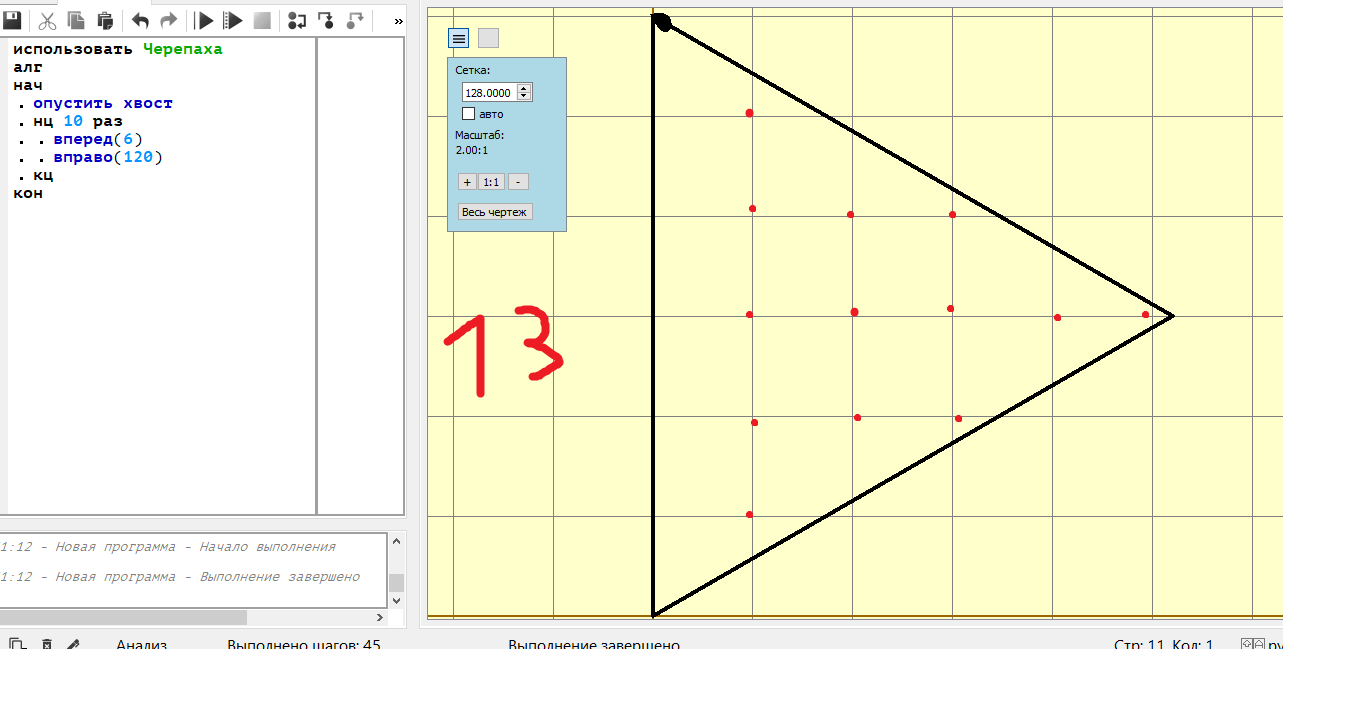 »
использовать Черепаха
алг
нач
. опустить хвост
. нц 10 раз
. . вперед(6)
. . вправо(120)
. кц
кон
Сетка:
128.0000
авто
Масштаб:
2.00:1
+ 1:1 -
Весь чертеж
13
1:12 - Новая программа - Начало выполнения
1:12 - Новая программа - Выполнение завершено
Анализ Выполнено шагов: 45 Выполнение завершено Стр: 11, Кол: 1 ру